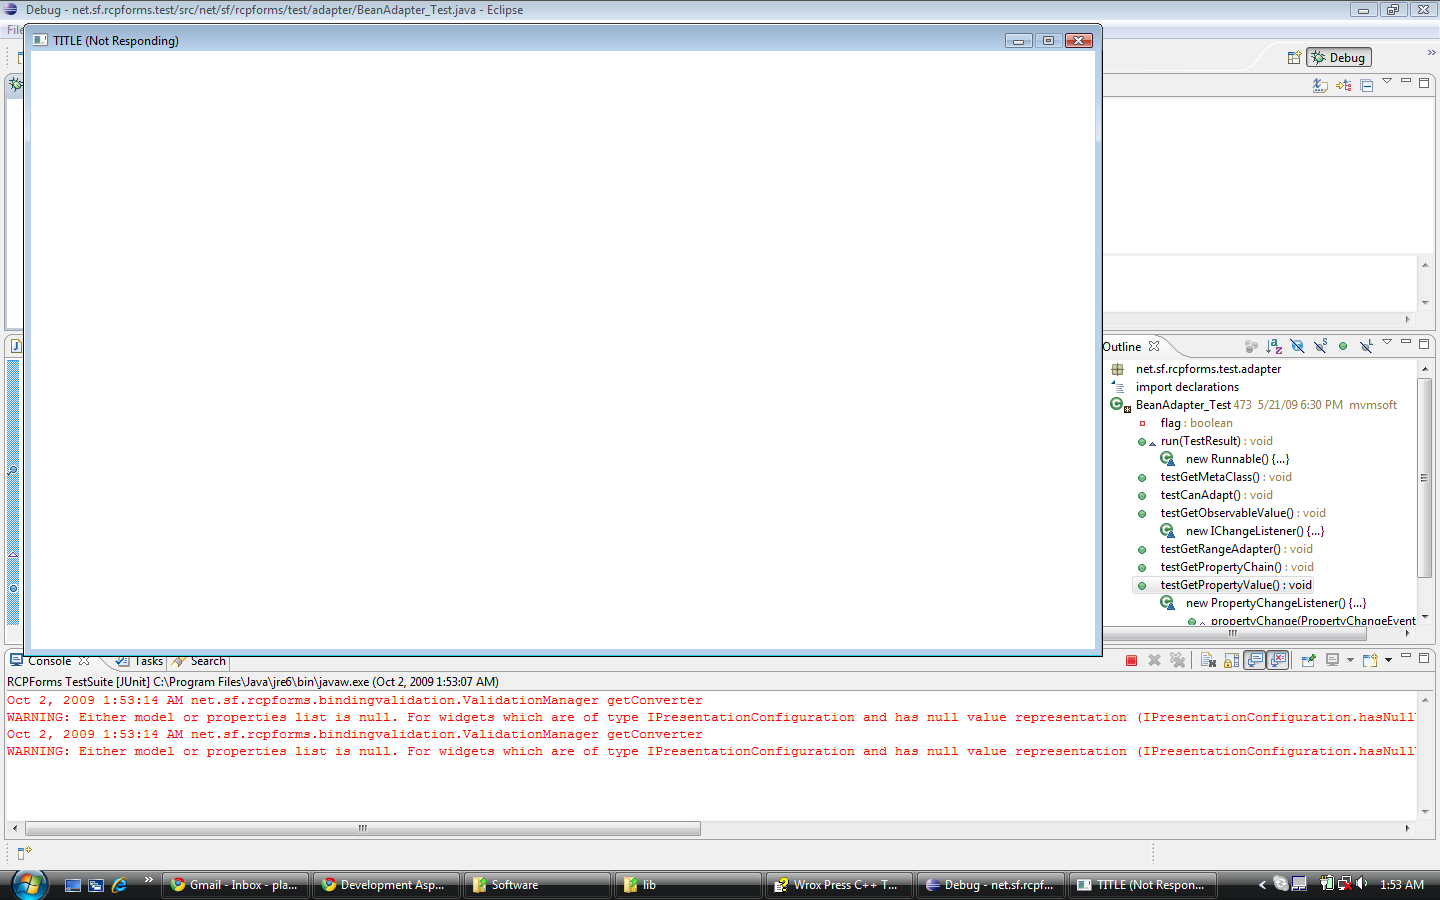 Debug - net.sf.rcpforms.test/src/net/sf/rcpforms/test/adapter/BeanAdapter_Test.java - Eclipse
File
TITLE (Not Responding)
Debug
Outline
net.sf.rcpforms.test.adapter
import declarations
BeanAdapter_Test 473 5/21/09 6:30 PM mvmsoft
flag : boolean
run(TestResult) : void
new Runnable() {...}
testGetMetaClass() : void
testCanAdapt() : void
testGetObservableValue() : void
new IChangeListener() {...}
testGetRangeAdapter() : void
testGetPropertyChain() : void
testGetPropertyValue() : void
new PropertyChangeListener() {...}
propertyChange(PropertyChangeEvent
Console Tasks Search
RCPForms TestSuite [JUnit] C:\Program Files\Java\jre6\bin\javaw.exe (Oct 2, 2009 1:53:07 AM)
Oct 2, 2009 1:53:14 AM net.sf.rcpforms.bindingvalidation.ValidationManager getConverter
WARNING: Either model or properties list is null. For widgets which are of type IPresentationConfiguration and has null value representation (IPresentationConfiguration.hasNull
Oct 2, 2009 1:53:14 AM net.sf.rcpforms.bindingvalidation.ValidationManager getConverter
WARNING: Either model or properties list is null. For widgets which are of type IPresentationConfiguration and has null value representation (IPresentationConfiguration.hasNull
Gmail - Inbox - pla... Development Asp... Software lib Wrox Press C++ T... Debug - net.sf.rcpf... TITLE (Not Respon... 1:53 AM